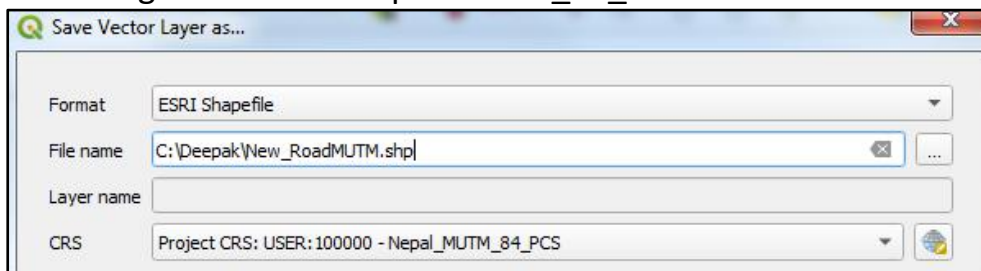 Save Vector Layer as...
Format ESRI Shapefile
File name C:\Deepak\New_RoadMUTM.shp ...
Layer name
CRS Project CRS: USER:100000 - Nepal_MUTM_84_PCS